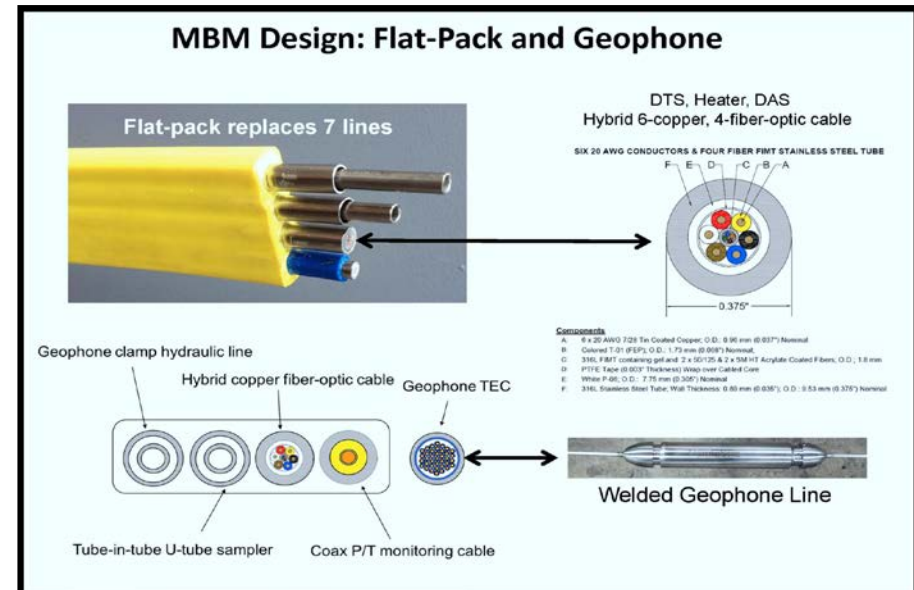 MBM Design: Flat-Pack and Geophone
Flat-pack replaces 7 lines
DTS, Heater, DAS
Hybrid 6-copper, 4-fiber-optic cable
SIX 20 AWG CONDUCTORS & FOUR FIBER FIMT STAINLESS STEEL TUBE
F E D C B A
0.375"
Components
A. 6 x 20 AWG 7/28 Tin Coated Copper; O.D.: 0.96 mm (0.037") Nominal
B. Colored T-01 (FEP); O.D.: 1.73 mm (0.068") Nominal,
C. 316L FIMT containing gel and 2 x 50/125 & 2 x SM HT Acrylate Coated Fibers, O.D.; 1.8 mm
D. PTFE Tape (0.003" Thickness) Wrap over Cabled Core
E. White P-06; O.D.: 7.75 mm (0.305") Nominal
F. 316L Stainless Steel Tube; Wall Thickness: 0.89 mm (0.035"); O.D.: 9.53 mm (0.375") Nominal
Geophone clamp hydraulic line
Hybrid copper fiber-optic cable
Geophone TEC
Tube-in-tube U-tube sampler
Coax P/T monitoring cable
Welded Geophone Line